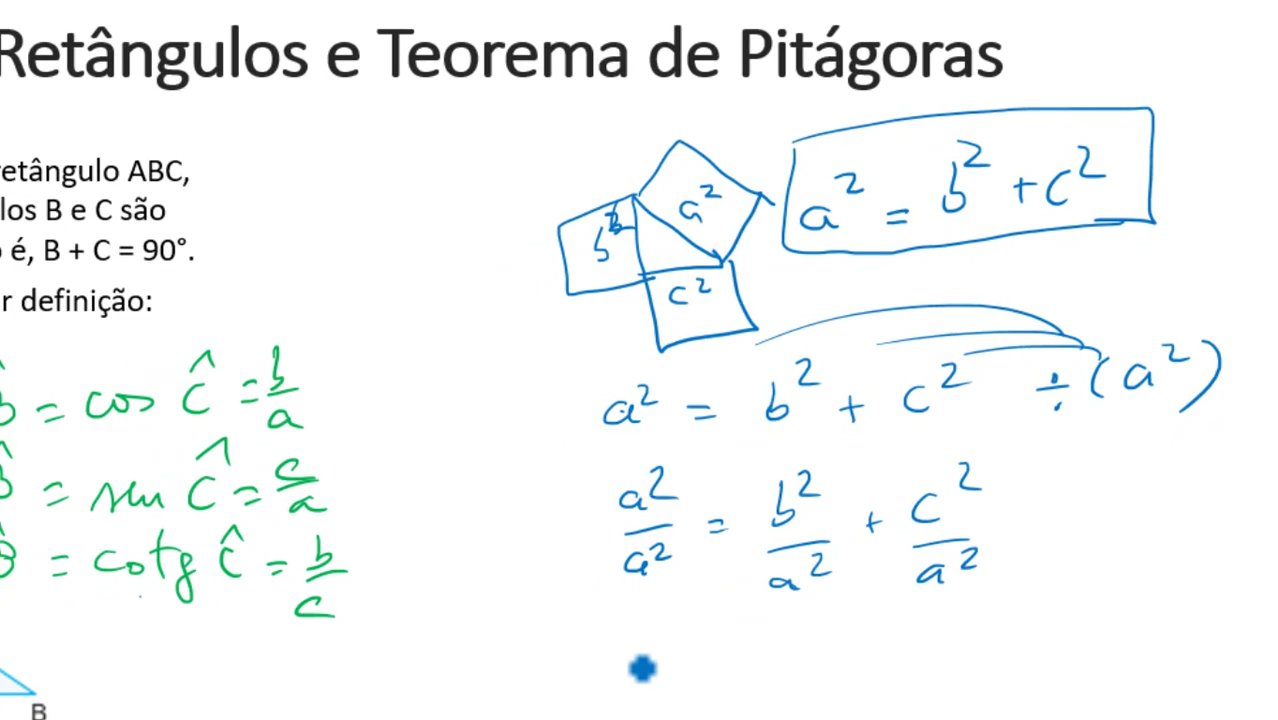 Retângulos e Teorema de Pitágoras
retângulo ABC,
los B e C são
o é, B + C = 90°.
r definição:
B̂ = cos Ĉ = b/a
B̂ = sen Ĉ = c/a
B̂ = cotg Ĉ = b/c
B
a²
b²
c²
a² = b² + c²
a² = b² + c² ÷(a²)
a²/a² = b²/a² + c²/a²